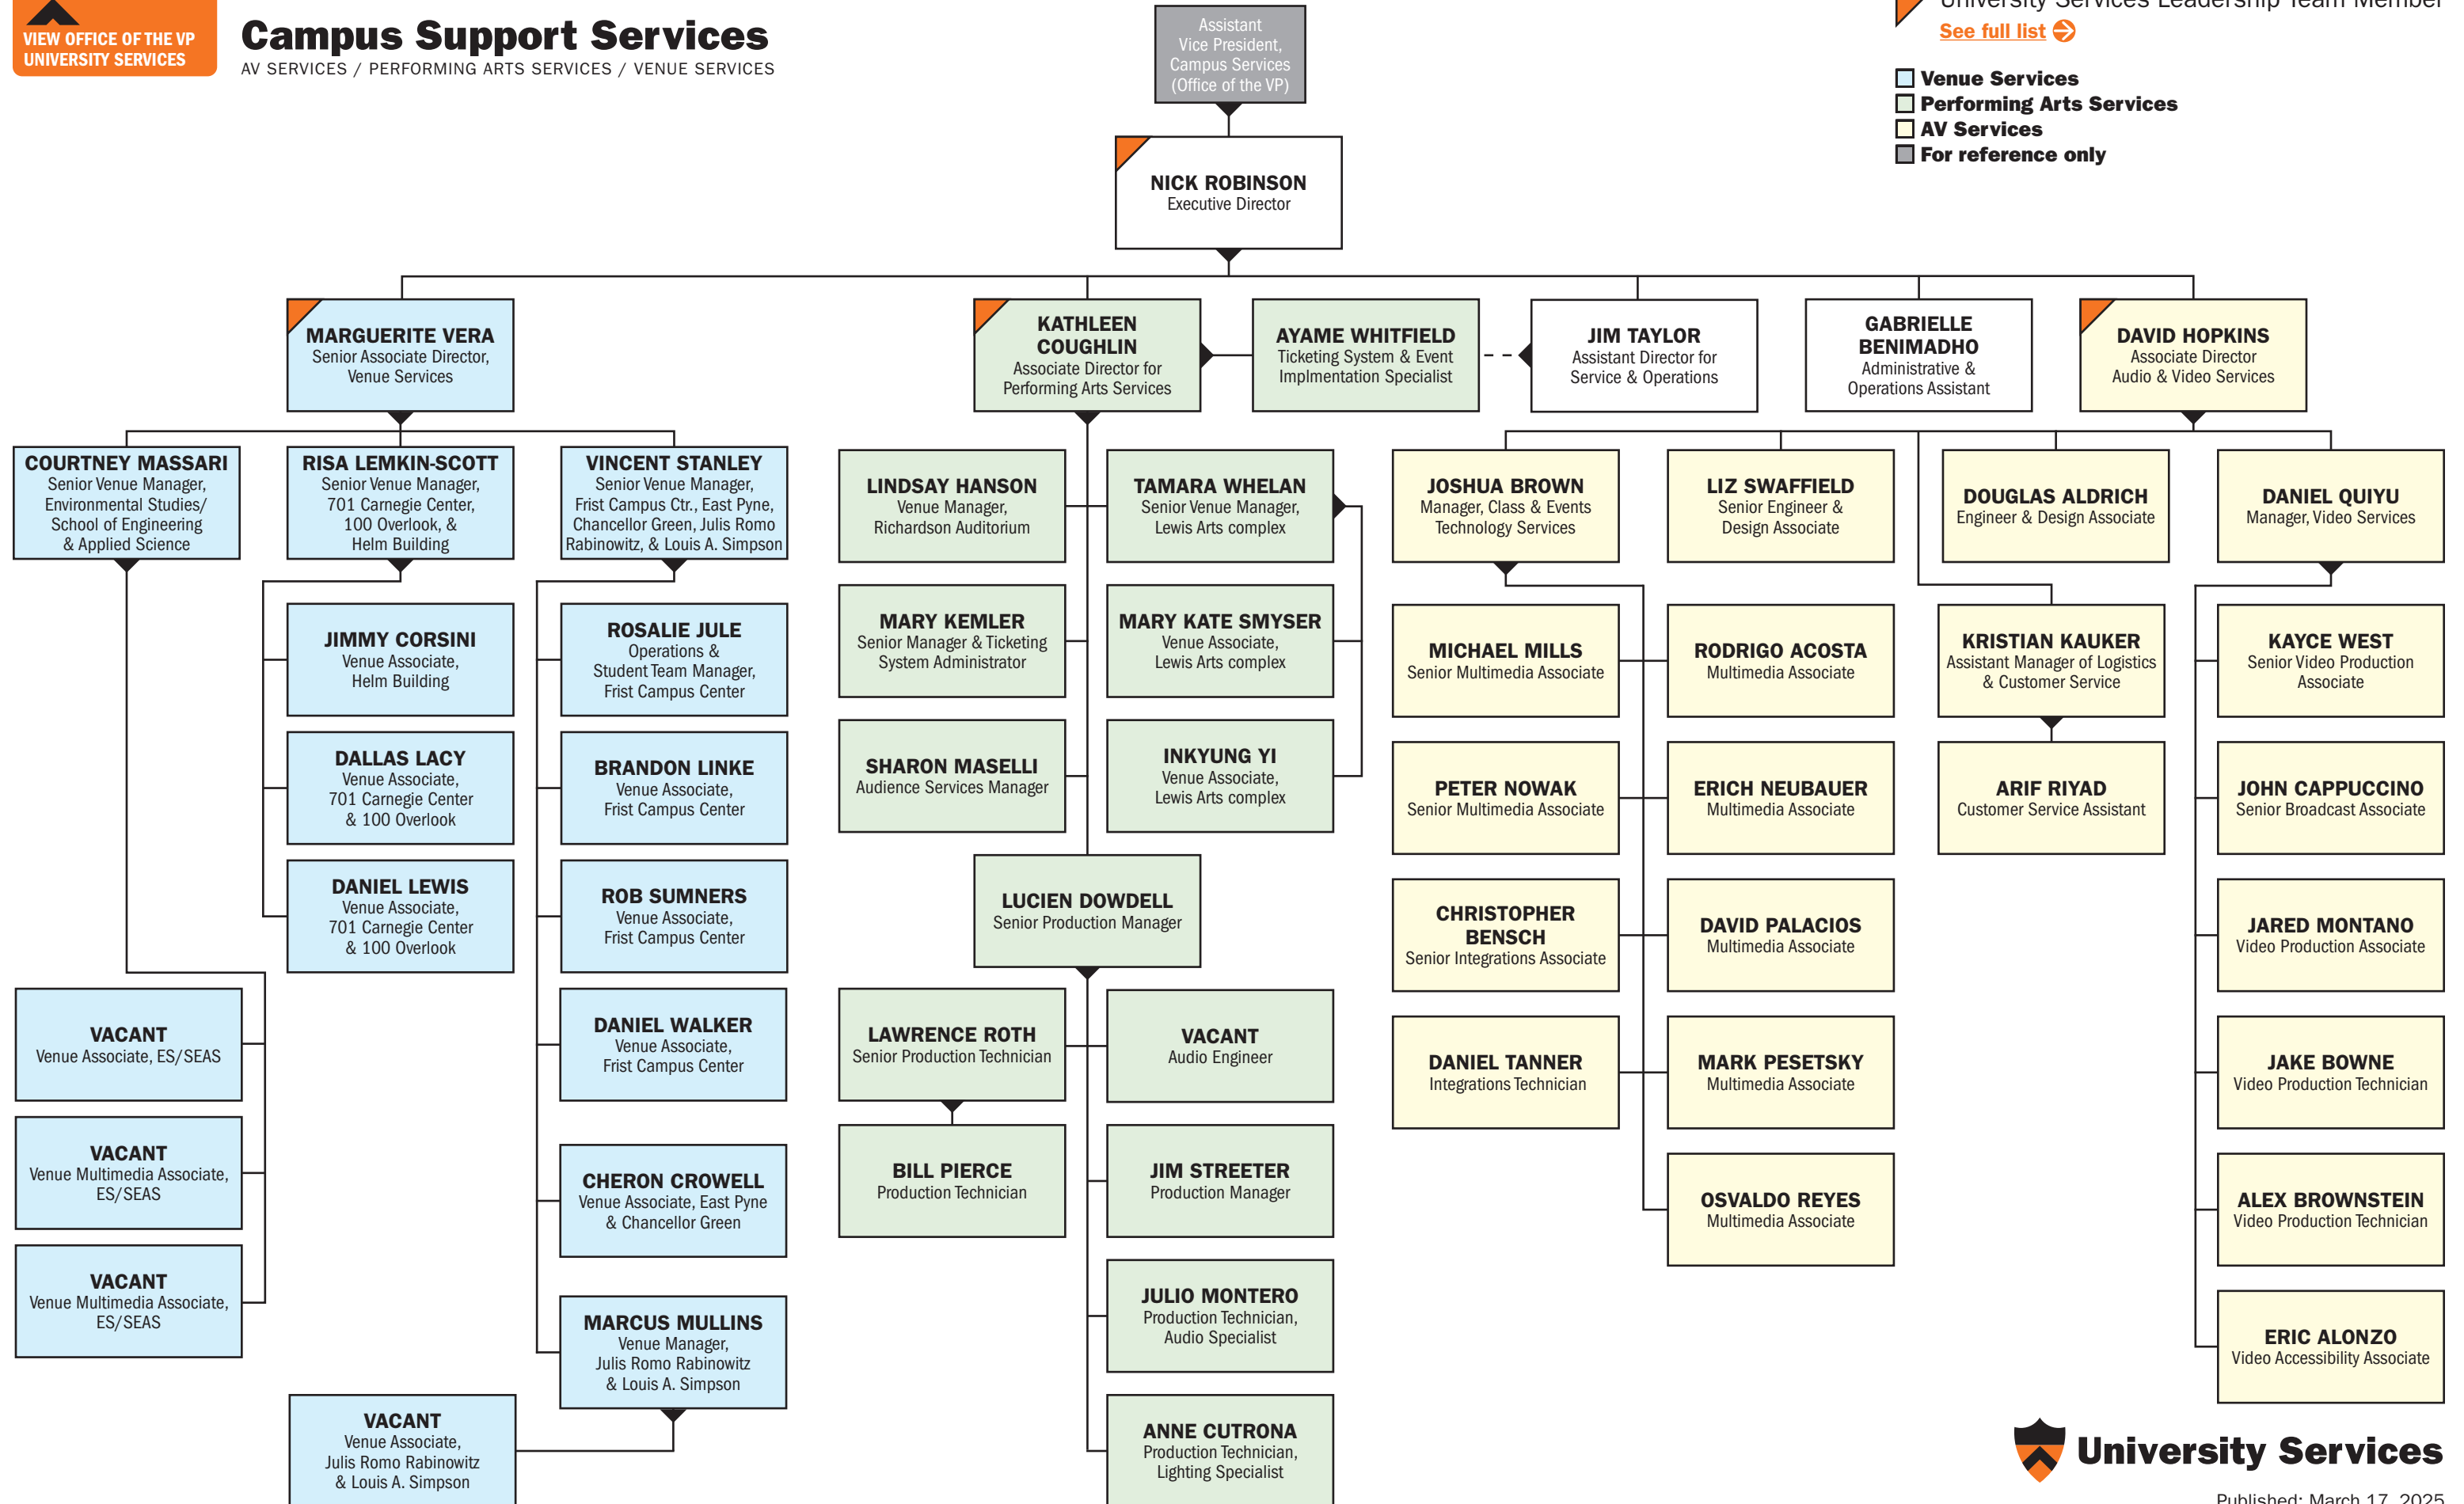 VIEW OFFICE OF THE VP
UNIVERSITY SERVICES
Campus Support Services
AV SERVICES / PERFORMING ARTS SERVICES / VENUE SERVICES
Assistant
Vice President,
Campus Services
(Office of the VP)
University Services Leadership Team Member
See full list
Venue Services
Performing Arts Services
AV Services
For reference only
NICK ROBINSON
Executive Director
MARGUERITE VERA
Senior Associate Director,
Venue Services
KATHLEEN
COUGHLIN
Associate Director for
Performing Arts Services
AYAME WHITFIELD
Ticketing System & Event
Implmentation Specialist
JIM TAYLOR
Assistant Director for
Service & Operations
GABRIELLE
BENIMADHO
Administrative &
Operations Assistant
DAVID HOPKINS
Associate Director
Audio & Video Services
COURTNEY MASSARI
Senior Venue Manager,
Environmental Studies/
School of Engineering
& Applied Science
RISA LEMKIN-SCOTT
Senior Venue Manager,
701 Carnegie Center,
100 Overlook, &
Helm Building
VINCENT STANLEY
Senior Venue Manager,
Frist Campus Ctr., East Pyne,
Chancellor Green, Julis Romo
Rabinowitz, & Louis A. Simpson
LINDSAY HANSON
Venue Manager,
Richardson Auditorium
TAMARA WHELAN
Senior Venue Manager,
Lewis Arts complex
JOSHUA BROWN
Manager, Class & Events
Technology Services
LIZ SWAFFIELD
Senior Engineer &
Design Associate
DOUGLAS ALDRICH
Engineer & Design Associate
DANIEL QUIYU
Manager, Video Services
JIMMY CORSINI
Venue Associate,
Helm Building
ROSALIE JULE
Operations &
Student Team Manager,
Frist Campus Center
MARY KEMLER
Senior Manager & Ticketing
System Administrator
MARY KATE SMYSER
Venue Associate,
Lewis Arts complex
MICHAEL MILLS
Senior Multimedia Associate
RODRIGO ACOSTA
Multimedia Associate
KRISTIAN KAUKER
Assistant Manager of Logistics
& Customer Service
KAYCE WEST
Senior Video Production
Associate
DALLAS LACY
Venue Associate,
701 Carnegie Center
& 100 Overlook
BRANDON LINKE
Venue Associate,
Frist Campus Center
SHARON MASELLI
Audience Services Manager
INKYUNG YI
Venue Associate,
Lewis Arts complex
PETER NOWAK
Senior Multimedia Associate
ERICH NEUBAUER
Multimedia Associate
ARIF RIYAD
Customer Service Assistant
JOHN CAPPUCCINO
Senior Broadcast Associate
DANIEL LEWIS
Venue Associate,
701 Carnegie Center
& 100 Overlook
ROB SUMNERS
Venue Associate,
Frist Campus Center
LUCIEN DOWDELL
Senior Production Manager
CHRISTOPHER
BENSCH
Senior Integrations Associate
DAVID PALACIOS
Multimedia Associate
JARED MONTANO
Video Production Associate
VACANT
Venue Associate, ES/SEAS
DANIEL WALKER
Venue Associate,
Frist Campus Center
LAWRENCE ROTH
Senior Production Technician
VACANT
Audio Engineer
DANIEL TANNER
Integrations Technician
MARK PESETSKY
Multimedia Associate
JAKE BOWNE
Video Production Technician
VACANT
Venue Multimedia Associate,
ES/SEAS
CHERON CROWELL
Venue Associate, East Pyne
& Chancellor Green
BILL PIERCE
Production Technician
JIM STREETER
Production Manager
OSVALDO REYES
Multimedia Associate
ALEX BROWNSTEIN
Video Production Technician
VACANT
Venue Multimedia Associate,
ES/SEAS
MARCUS MULLINS
Venue Manager,
Julis Romo Rabinowitz
& Louis A. Simpson
JULIO MONTERO
Production Technician,
Audio Specialist
ERIC ALONZO
Video Accessibility Associate
VACANT
Venue Associate,
Julis Romo Rabinowitz
& Louis A. Simpson
ANNE CUTRONA
Production Technician,
Lighting Specialist
University Services
Published: March 17, 2025